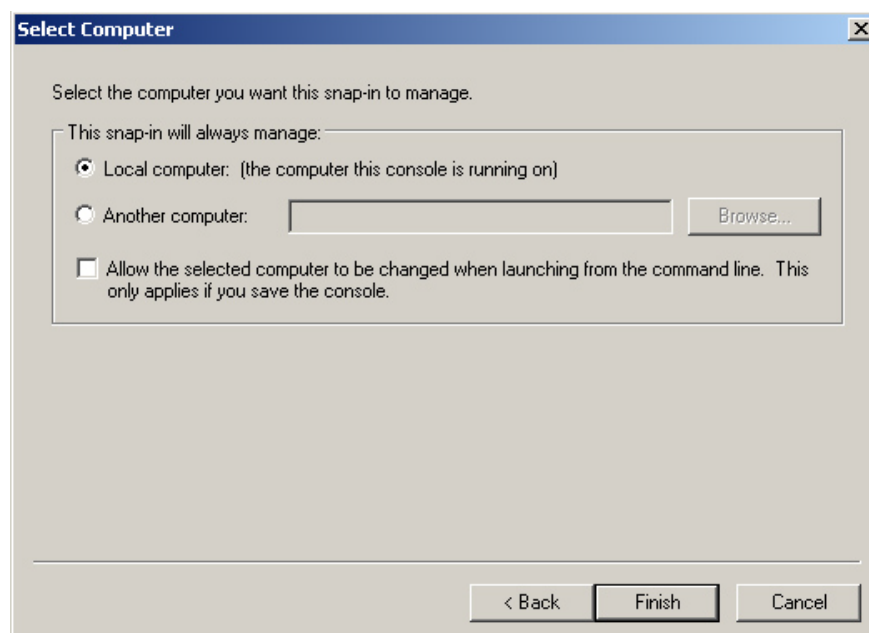 Select Computer
Select the computer you want this snap-in to manage.
This snap-in will always manage:
Local computer:  (the computer this console is running on)
Another computer:
Browse...
Allow the selected computer to be changed when launching from the command line.  This
only applies if you save the console.
< Back
Finish
Cancel